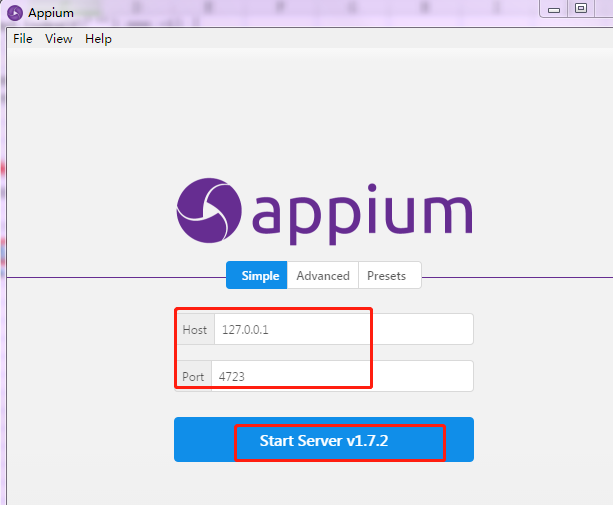 Appium
File View Help
appium
Simple Advanced Presets
Host 127.0.0.1
Port 4723
Start Server v1.7.2